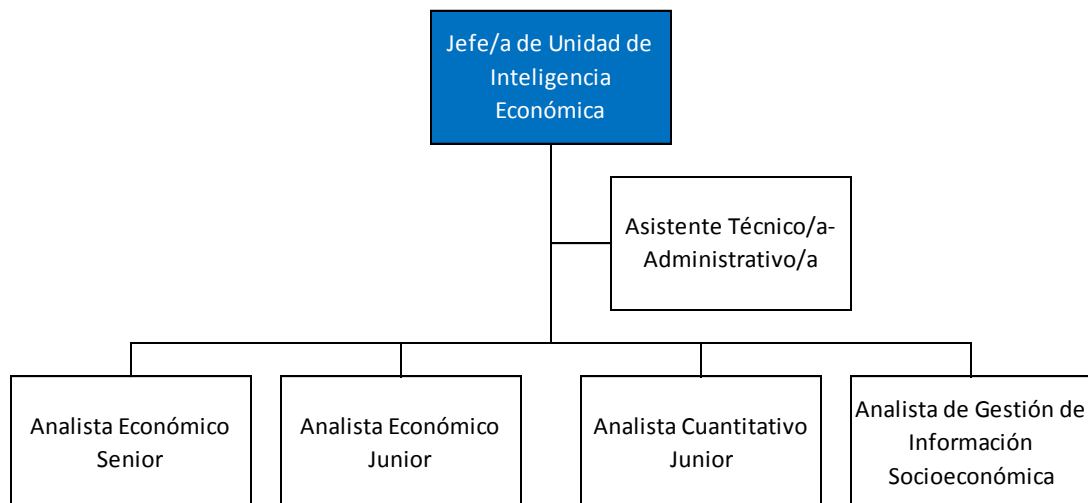 Jefe/a de Unidad de
Inteligencia
Económica
Asistente Técnico/a-
Administrativo/a
Analista Económico
Senior
Analista Económico
Junior
Analista Cuantitativo
Junior
Analista de Gestión de
Información
Socioeconómica